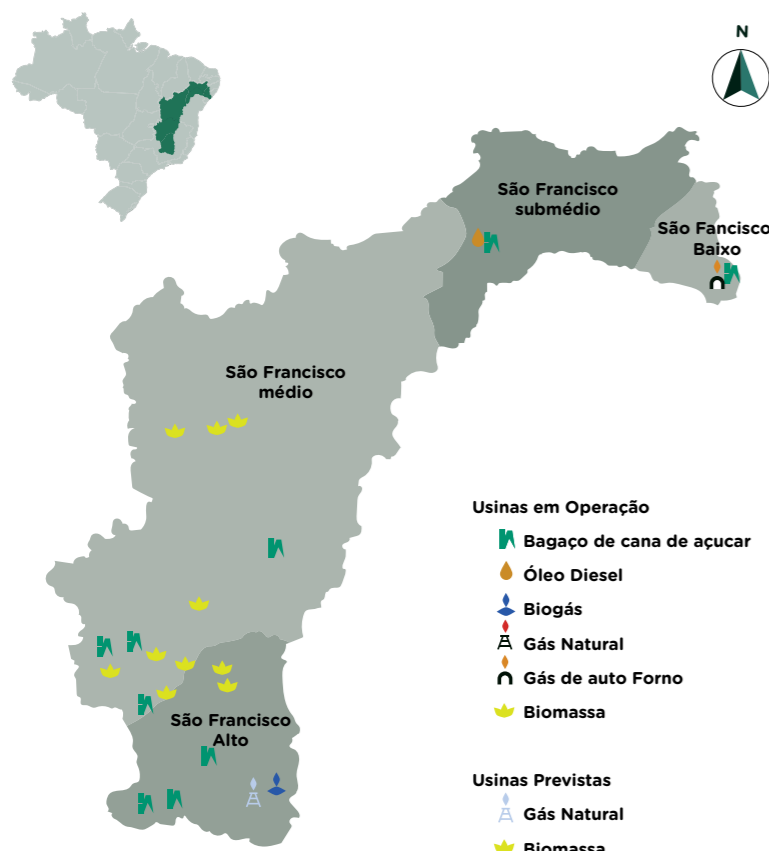 N
São Francisco
submédio
São Fancisco
Baixo
São Francisco
médio
São Francisco
Alto
Usinas em Operação
Bagaço de cana de açucar
Óleo Diesel
Biogás
Gás Natural
Gás de auto Forno
Biomassa
Usinas Previstas
Gás Natural
Biomassa